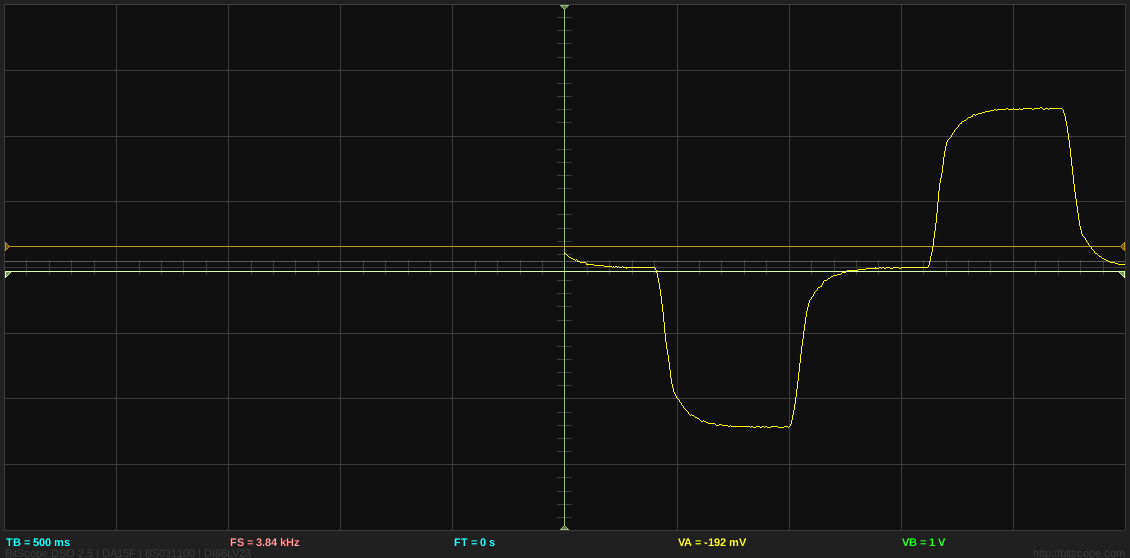 TB = 500 ms FS = 3.84 kHz FT = 0 s VA = -192 mV VB = 1 V
BitScope DSO 2.5 | DA15F | BS031100 | DI86LV23 http://bitscope.com